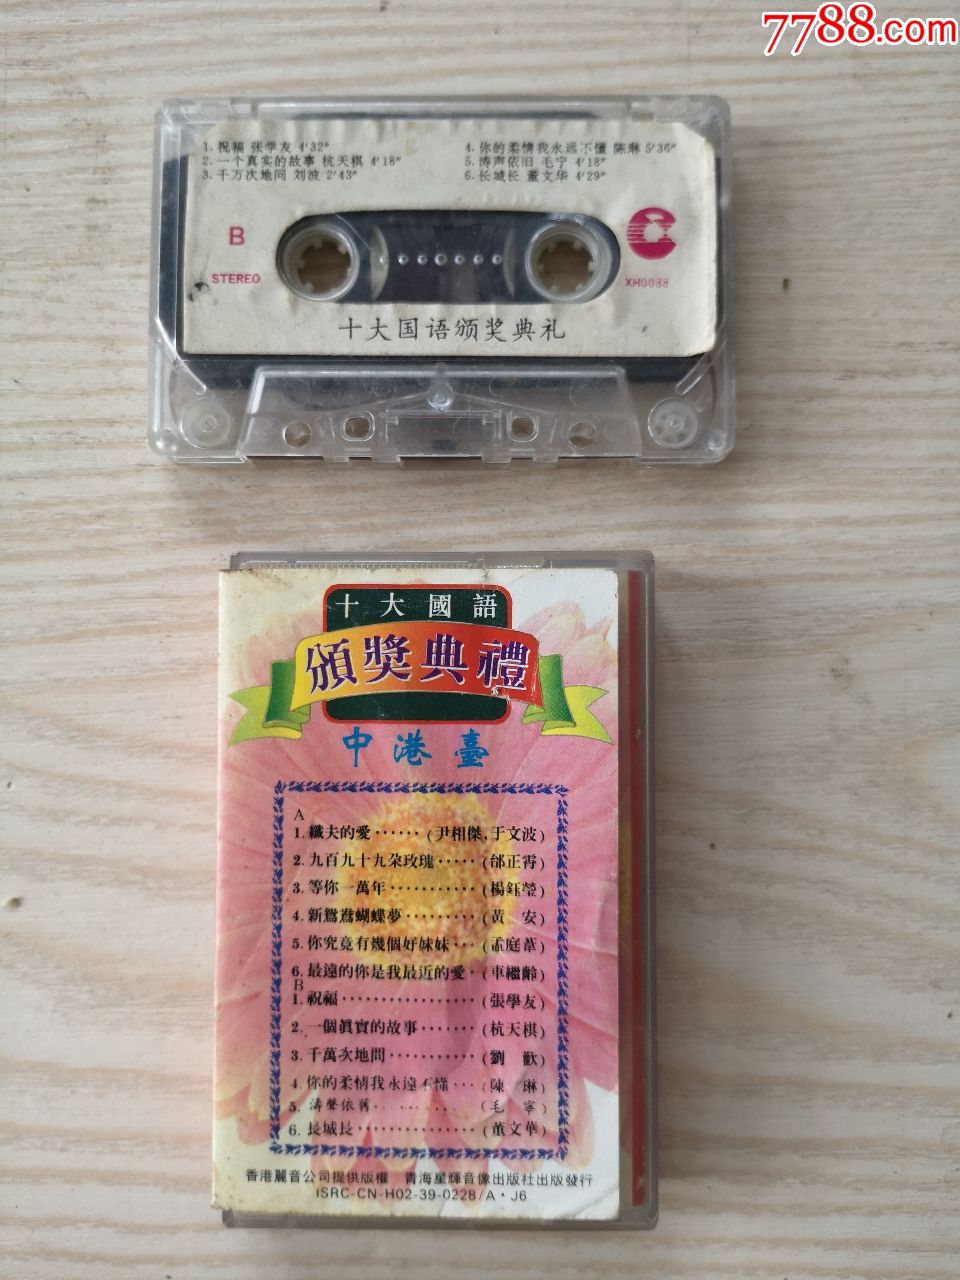 7788.com
1. 祝福 张学友 4′32″
2. 一个真实的故事 杭天棋 4′18″
3. 千万次地问 刘波 2′43″
4. 你的柔情我永远不懂 陈琳 5′36″
5. 涛声依旧 毛宁 4′18″
6. 长城长 董文华 4′29″
B
STEREO
XH0088
十大国语颁奖典礼
十大國語
頒獎典禮
中港臺
A
1. 纖夫的愛······(尹相傑,于文波)
2. 九百九十九朵玫瑰·····(邰正霄)
3. 等你一萬年···········(楊鈺瑩)
4. 新鴛鴦蝴蝶夢·········(黃 安)
5. 你究竟有幾個好妹妹···(孟庭葦)
6. 最遠的你是我最近的愛·(車繼齡)
B
1. 祝福·················(張學友)
2. 一個眞實的故事·······(杭天棋)
3. 千萬次地問···········(劉 歡)
4. 你的柔情我永遠不懂···(陳 琳)
5. 濤聲依舊···········(毛 寧)
6. 長城長···············(董文華)
香港麗音公司提供版權 青海星輝音像出版社出版發行
ISRC-CN-H02-39-0228/A·J6